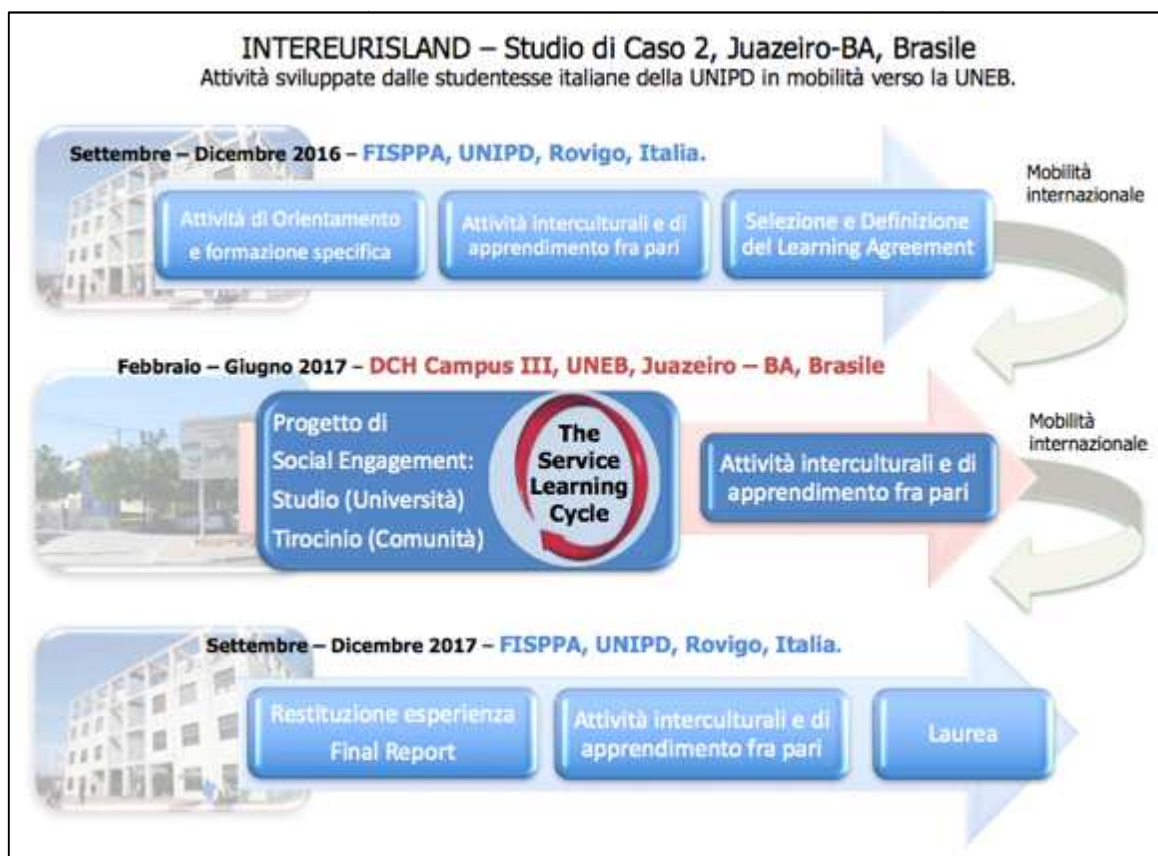 INTEREURISLAND – Studio di Caso 2, Juazeiro-BA, Brasile
Attività sviluppate dalle studentesse italiane della UNIPD in mobilità verso la UNEB.
Settembre – Dicembre 2016 – FISPPA, UNIPD, Rovigo, Italia.
Attività di Orientamento
e formazione specifica
Attività interculturali e di
apprendimento fra pari
Selezione e Definizione
del Learning Agreement
Mobilità
internazionale
Febbraio – Giugno 2017 – DCH Campus III, UNEB, Juazeiro – BA, Brasile
Progetto di
Social Engagement:
Studio (Università)
Tirocinio (Comunità)
The
Service
Learning
Cycle
Attività interculturali e di
apprendimento fra pari
Mobilità
internazionale
Settembre – Dicembre 2017 – FISPPA, UNIPD, Rovigo, Italia.
Restituzione esperienza
Final Report
Attività interculturali e di
apprendimento fra pari
Laurea